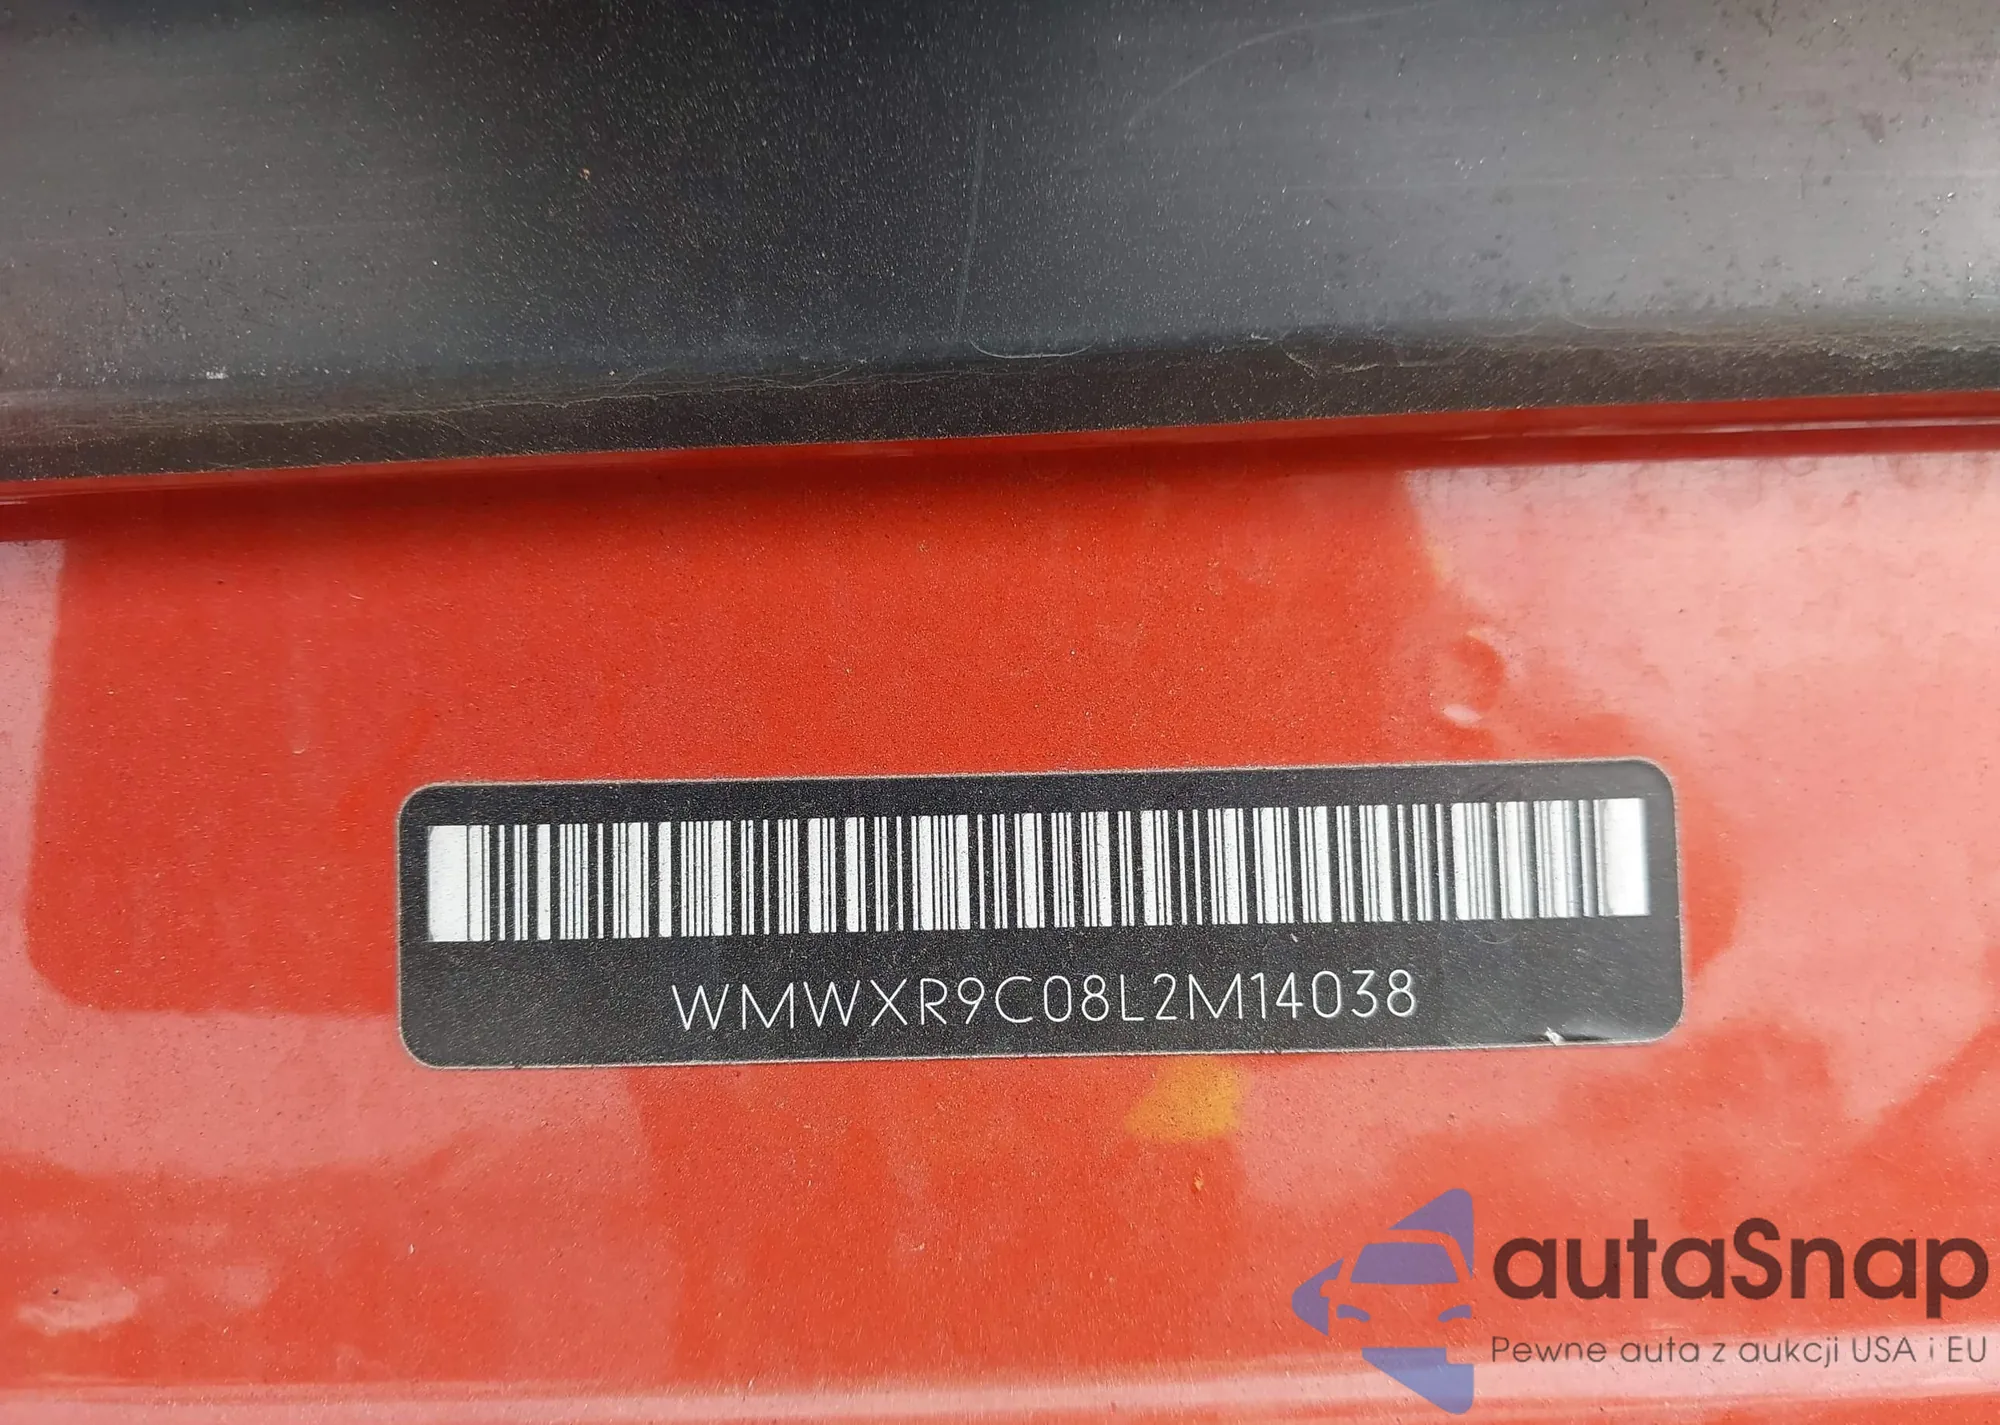 WMWXR9C08L2M14038
autaSnap
Pewne auta z aukcji USA i EU